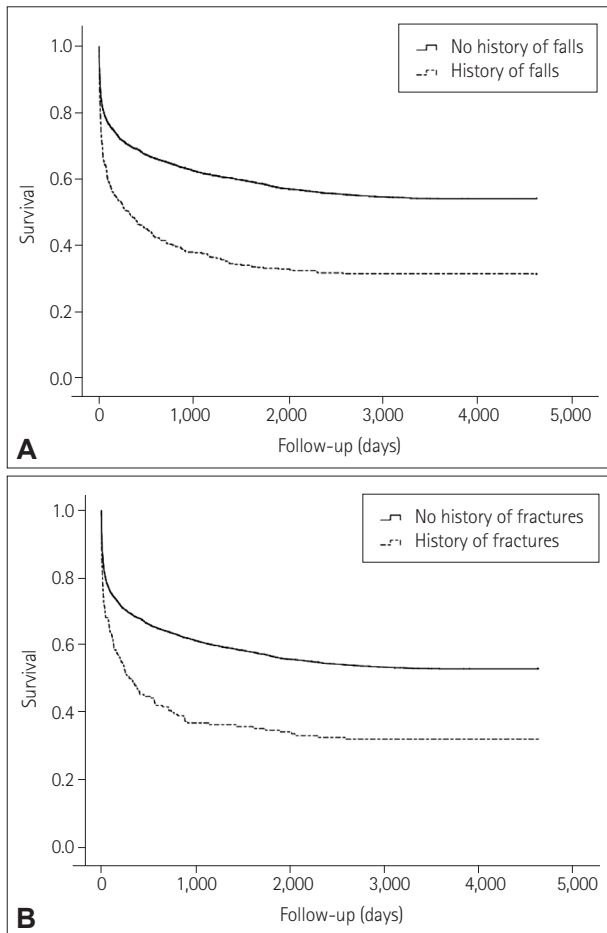 No history of falls
History of falls
1.0
0.8
0.6
0.4
0.2
0.0
Survival
0 1,000 2,000 3,000 4,000 5,000
Follow-up (days)
A
No history of fractures
History of fractures
1.0
0.8
0.6
0.4
0.2
0.0
Survival
0 1,000 2,000 3,000 4,000 5,000
Follow-up (days)
B